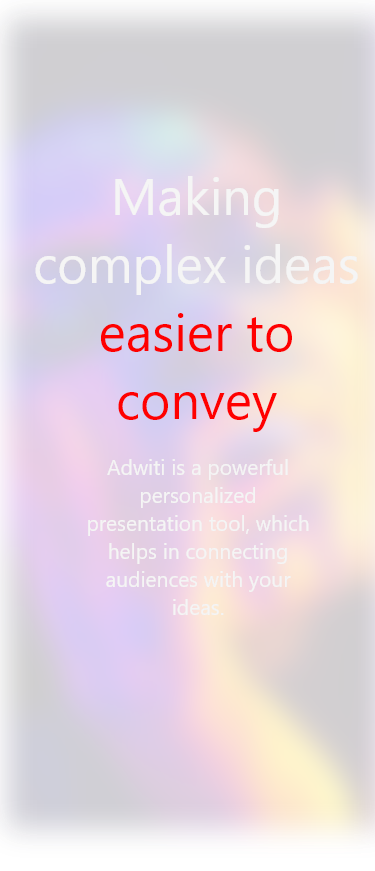 Making
complex ideas
easier to
convey
Adwiti is a powerful
personalized
presentation tool, which
helps in connecting
audiences with your
ideas.